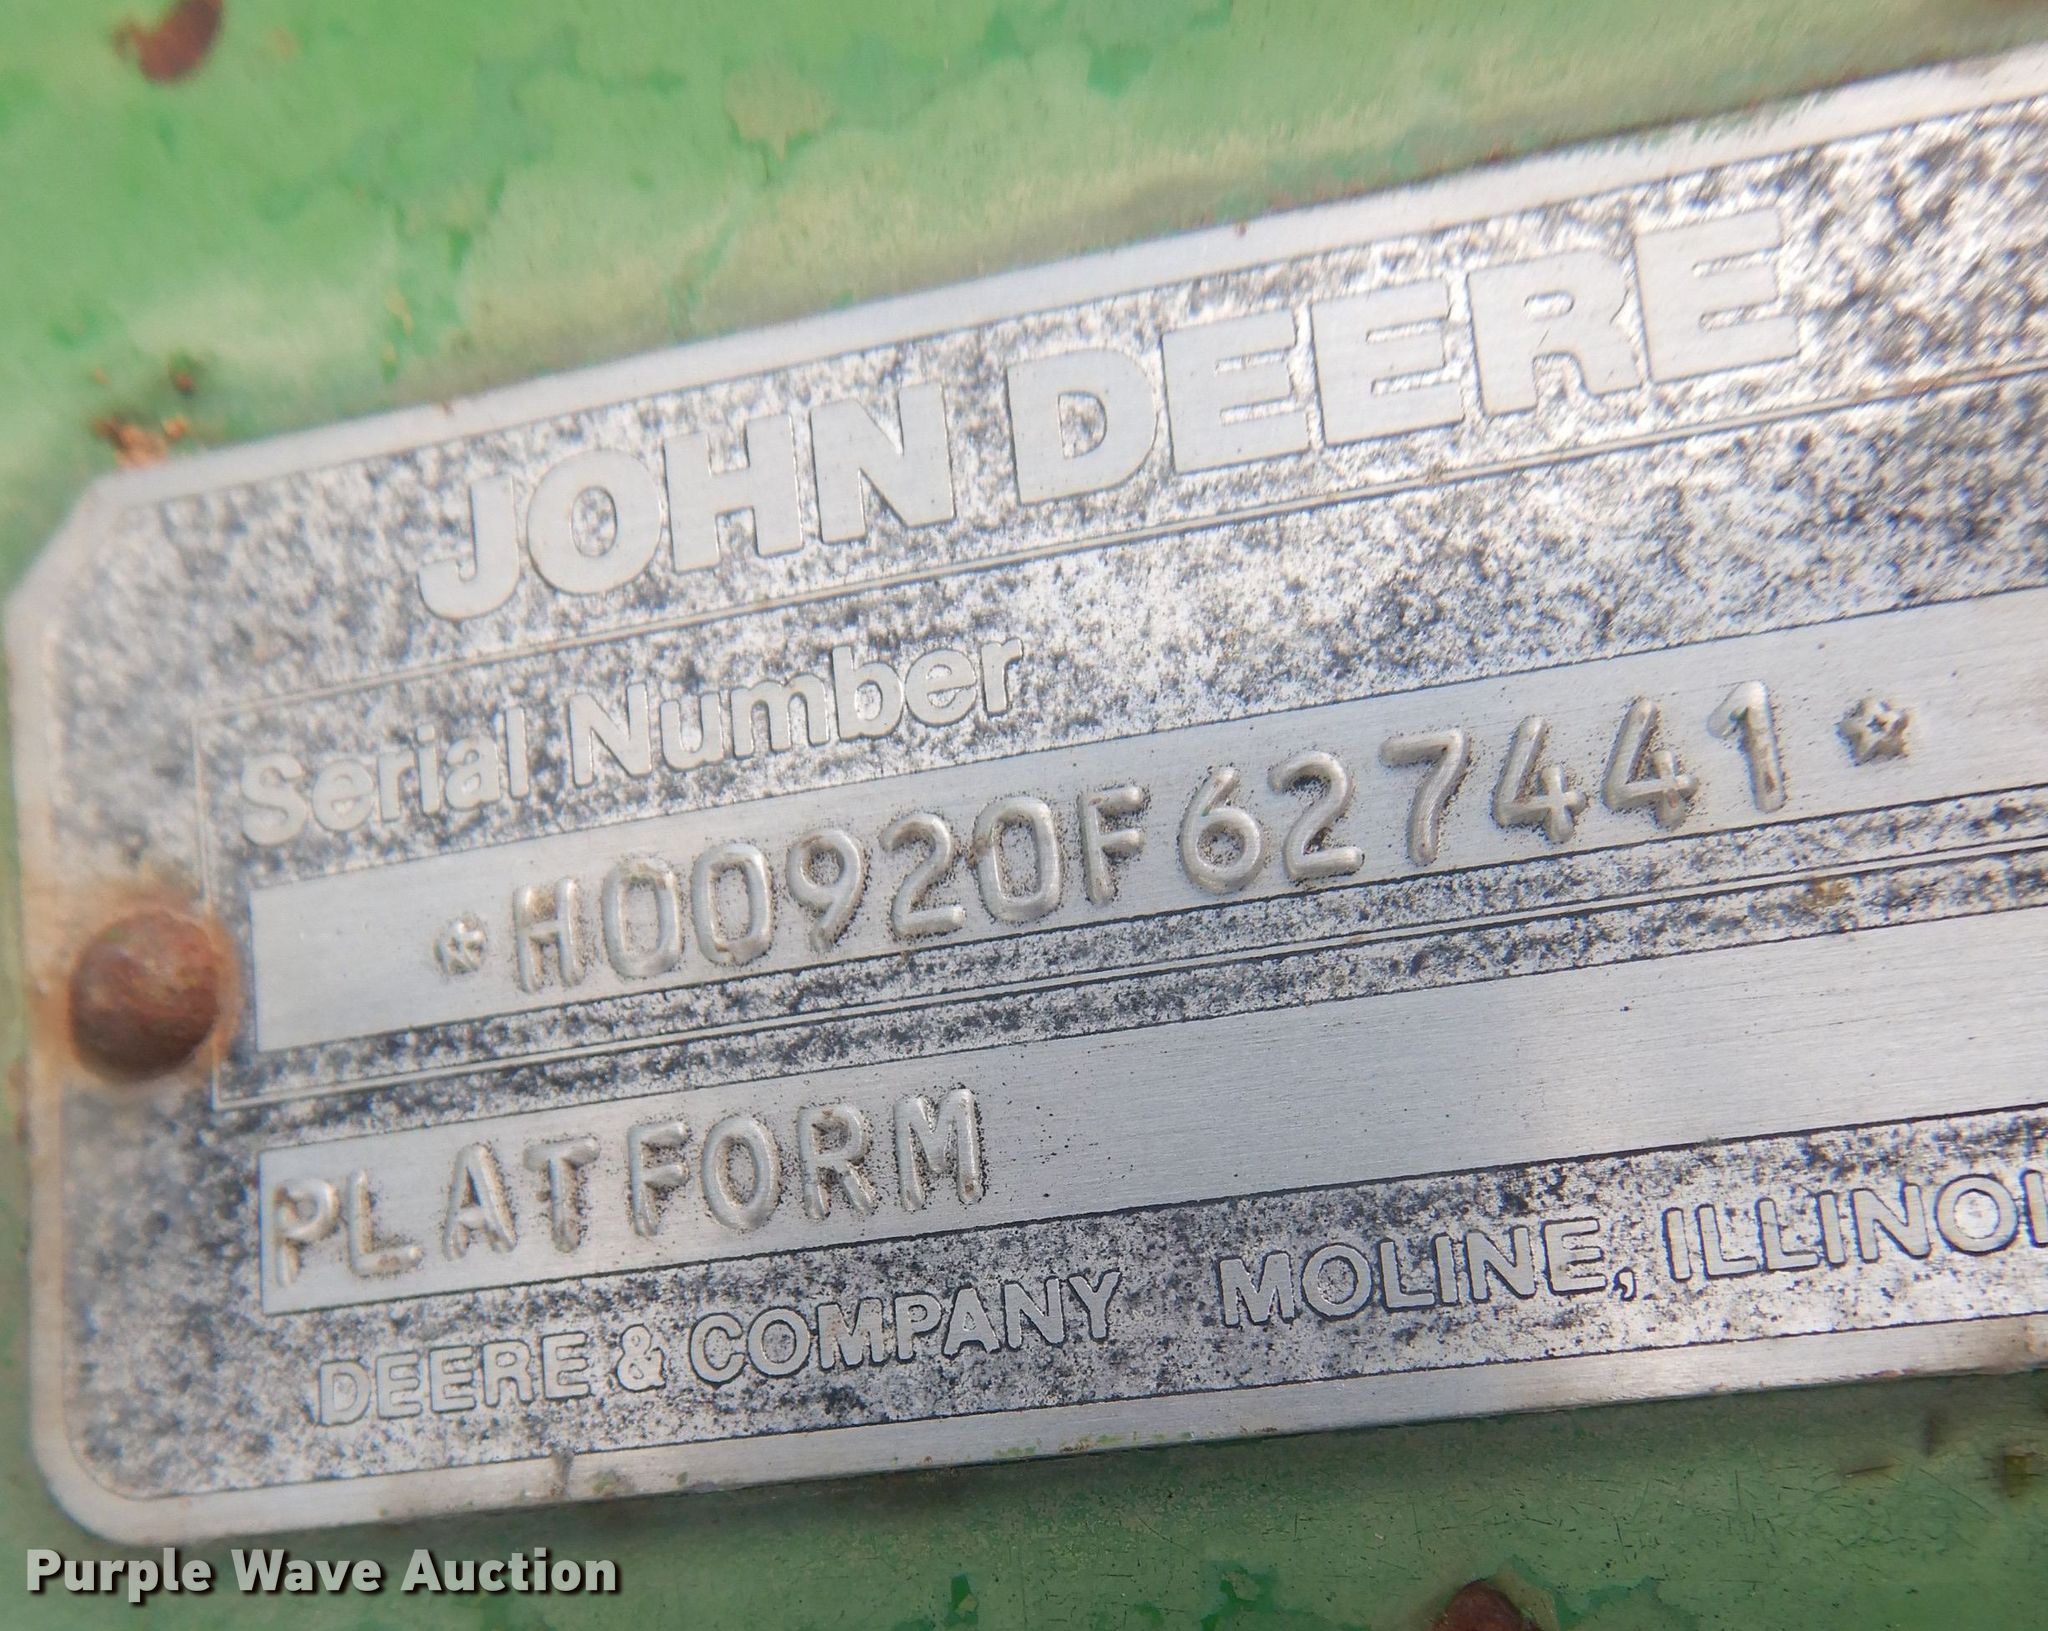 JOHN DEERE
Serial Number
*H00920F627441*
PLATFORM
DEERE & COMPANY MOLINE, ILLINOI
Purple Wave Auction